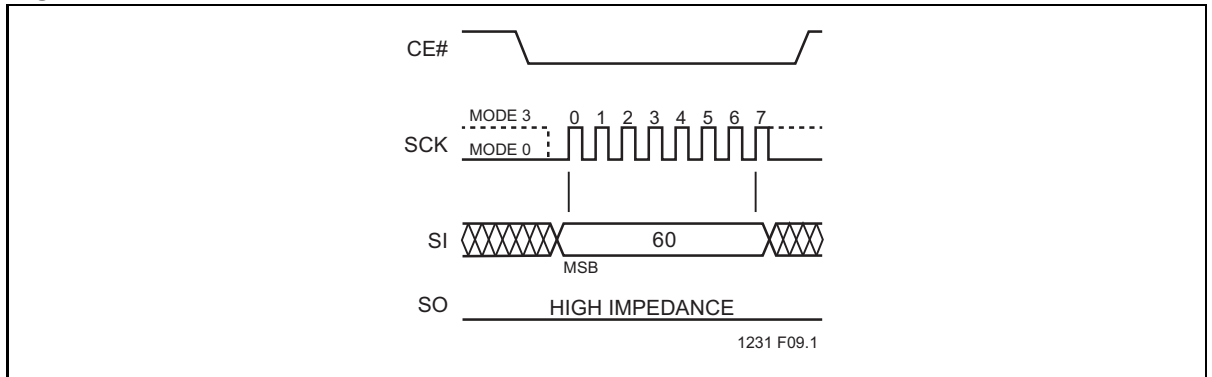 CE#
MODE 3
0 1 2 3 4 5 6 7
SCK
MODE 0
SI
60
MSB
SO
HIGH IMPEDANCE
1231 F09.1